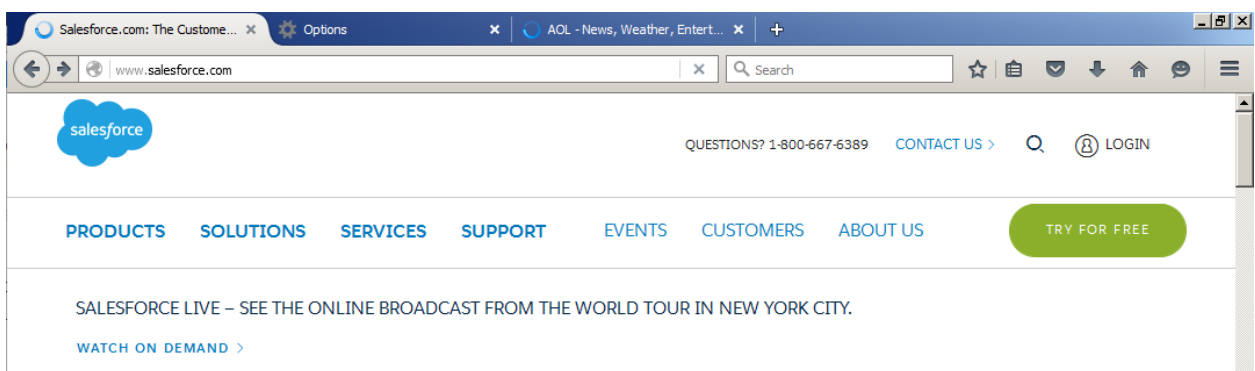 Salesforce.com: The Custome... Options AOL - News, Weather, Entert...
www.salesforce.com Search
salesforce
QUESTIONS? 1-800-667-6389 CONTACT US > LOGIN
PRODUCTS SOLUTIONS SERVICES SUPPORT EVENTS CUSTOMERS ABOUT US TRY FOR FREE
SALESFORCE LIVE – SEE THE ONLINE BROADCAST FROM THE WORLD TOUR IN NEW YORK CITY.
WATCH ON DEMAND >